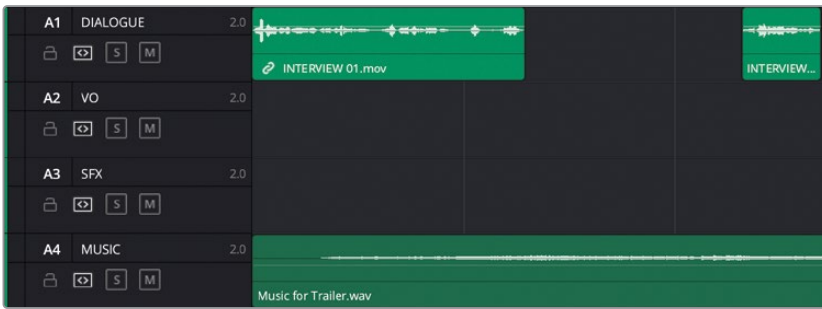 A1 DIALOGUE 2.0
S M
INTERVIEW 01.mov
INTERVIEW...
A2 VO 2.0
S M
A3 SFX 2.0
S M
A4 MUSIC 2.0
S M
Music for Trailer.wav